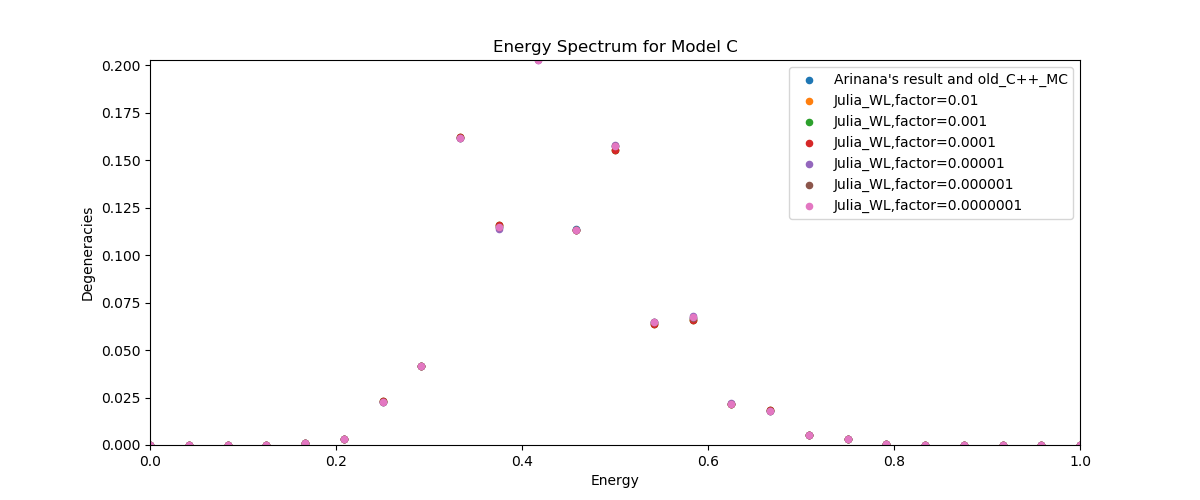 Energy Spectrum for Model C
Degeneracies
0.200
0.175
0.150
0.125
0.100
0.075
0.050
0.025
0.000
Arinana's result and old_C++_MC
Julia_WL,factor=0.01
Julia_WL,factor=0.001
Julia_WL,factor=0.0001
Julia_WL,factor=0.00001
Julia_WL,factor=0.000001
Julia_WL,factor=0.0000001
0.0 0.2 0.4 0.6 0.8 1.0
Energy